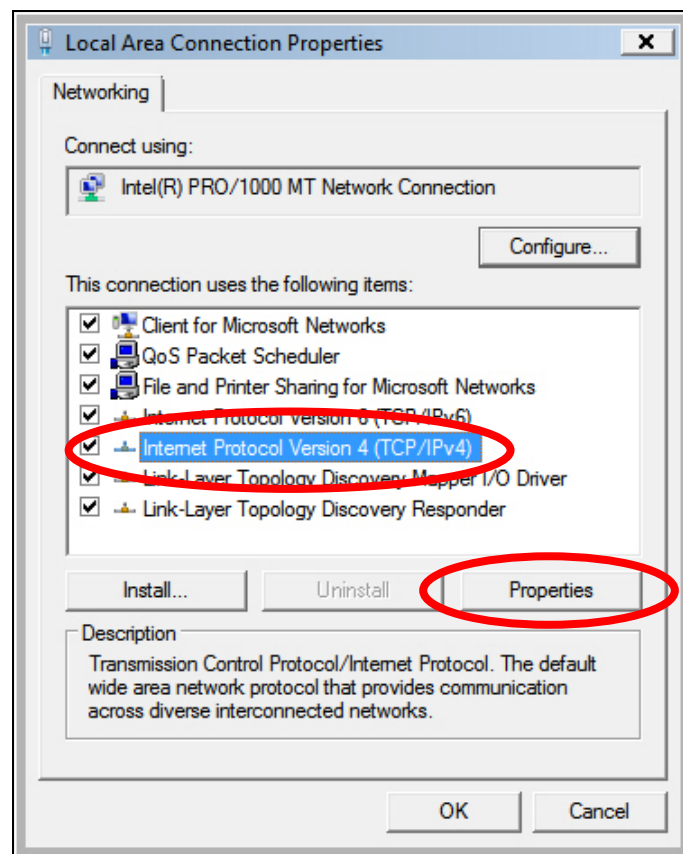 Local Area Connection Properties
Networking
Connect using:
Intel(R) PRO/1000 MT Network Connection
Configure...
This connection uses the following items:
Client for Microsoft Networks
QoS Packet Scheduler
File and Printer Sharing for Microsoft Networks
Internet Protocol Version 6 (TCP/IPv6)
Internet Protocol Version 4 (TCP/IPv4)
Link-Layer Topology Discovery Mapper I/O Driver
Link-Layer Topology Discovery Responder
Install... Uninstall Properties
Description
Transmission Control Protocol/Internet Protocol. The default
wide area network protocol that provides communication
across diverse interconnected networks.
OK Cancel